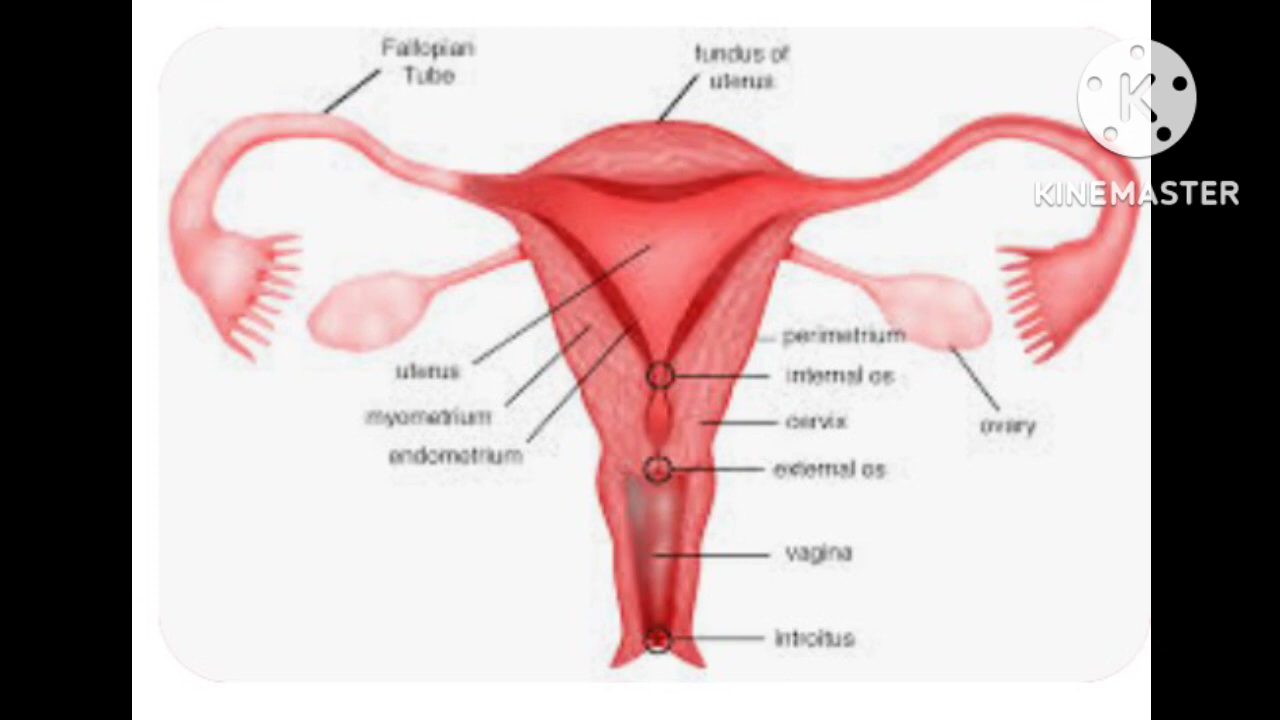 Fallopian
Tube
fundus of
uterus
K
KINEMASTER
uterus
myometrium
endometrium
perimetrium
internal os
cervix
external os
ovary
vagina
introitus